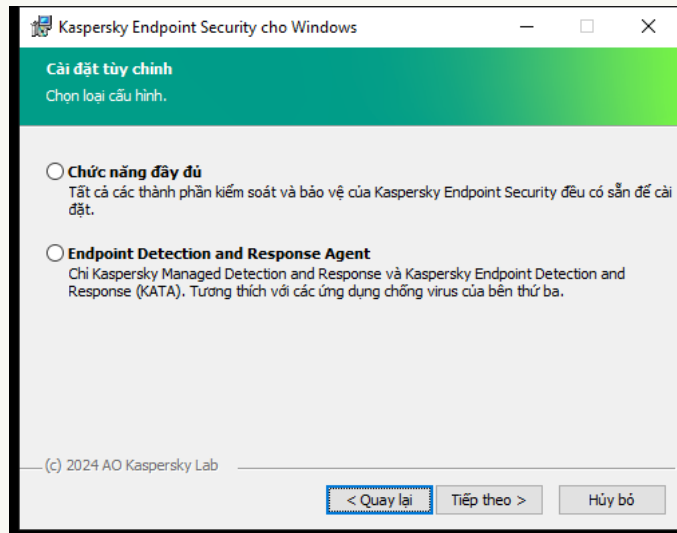 Kaspersky Endpoint Security cho Windows
Cài đặt tùy chỉnh
Chọn loại cấu hình.
Chức năng đầy đủ
Tất cả các thành phần kiểm soát và bảo vệ của Kaspersky Endpoint Security đều có sẵn để cài
đặt.
Endpoint Detection and Response Agent
Chỉ Kaspersky Managed Detection and Response và Kaspersky Endpoint Detection and
Response (KATA). Tương thích với các ứng dụng chống virus của bên thứ ba.
(c) 2024 AO Kaspersky Lab
< Quay lại Tiếp theo > Hủy bỏ